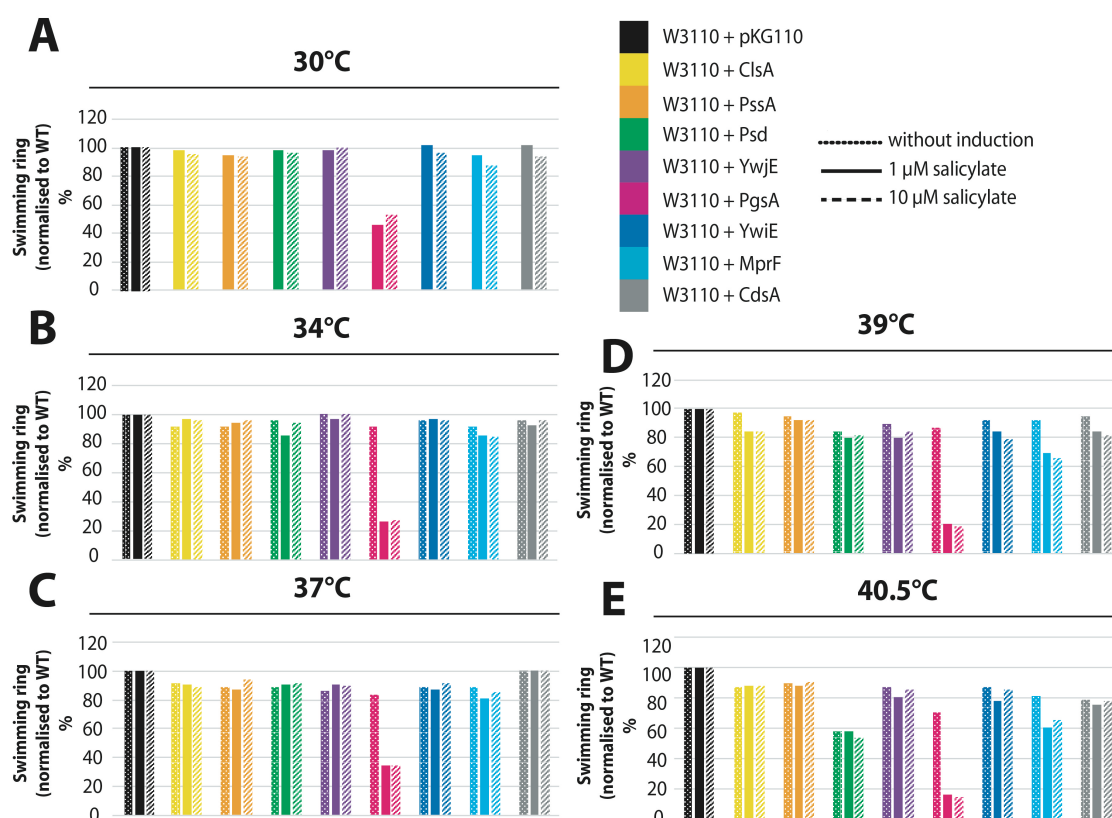 A
30°C
Swimming ring
(normalised to WT)
%
120
100
80
60
40
20
0
W3110 + pKG110
W3110 + ClsA
W3110 + PssA
W3110 + Psd
W3110 + YwjE
W3110 + PgsA
W3110 + YwiE
W3110 + MprF
W3110 + CdsA
without induction
1 µM salicylate
10 µM salicylate
B
34°C
Swimming ring
(normalised to WT)
%
120
100
80
60
40
20
0
D
39°C
Swimming ring
(normalised to WT)
%
120
100
80
60
40
20
0
C
37°C
Swimming ring
(normalised to WT)
%
120
100
80
60
40
20
0
E
40.5°C
Swimming ring
(normalised to WT)
%
120
100
80
60
40
20
0